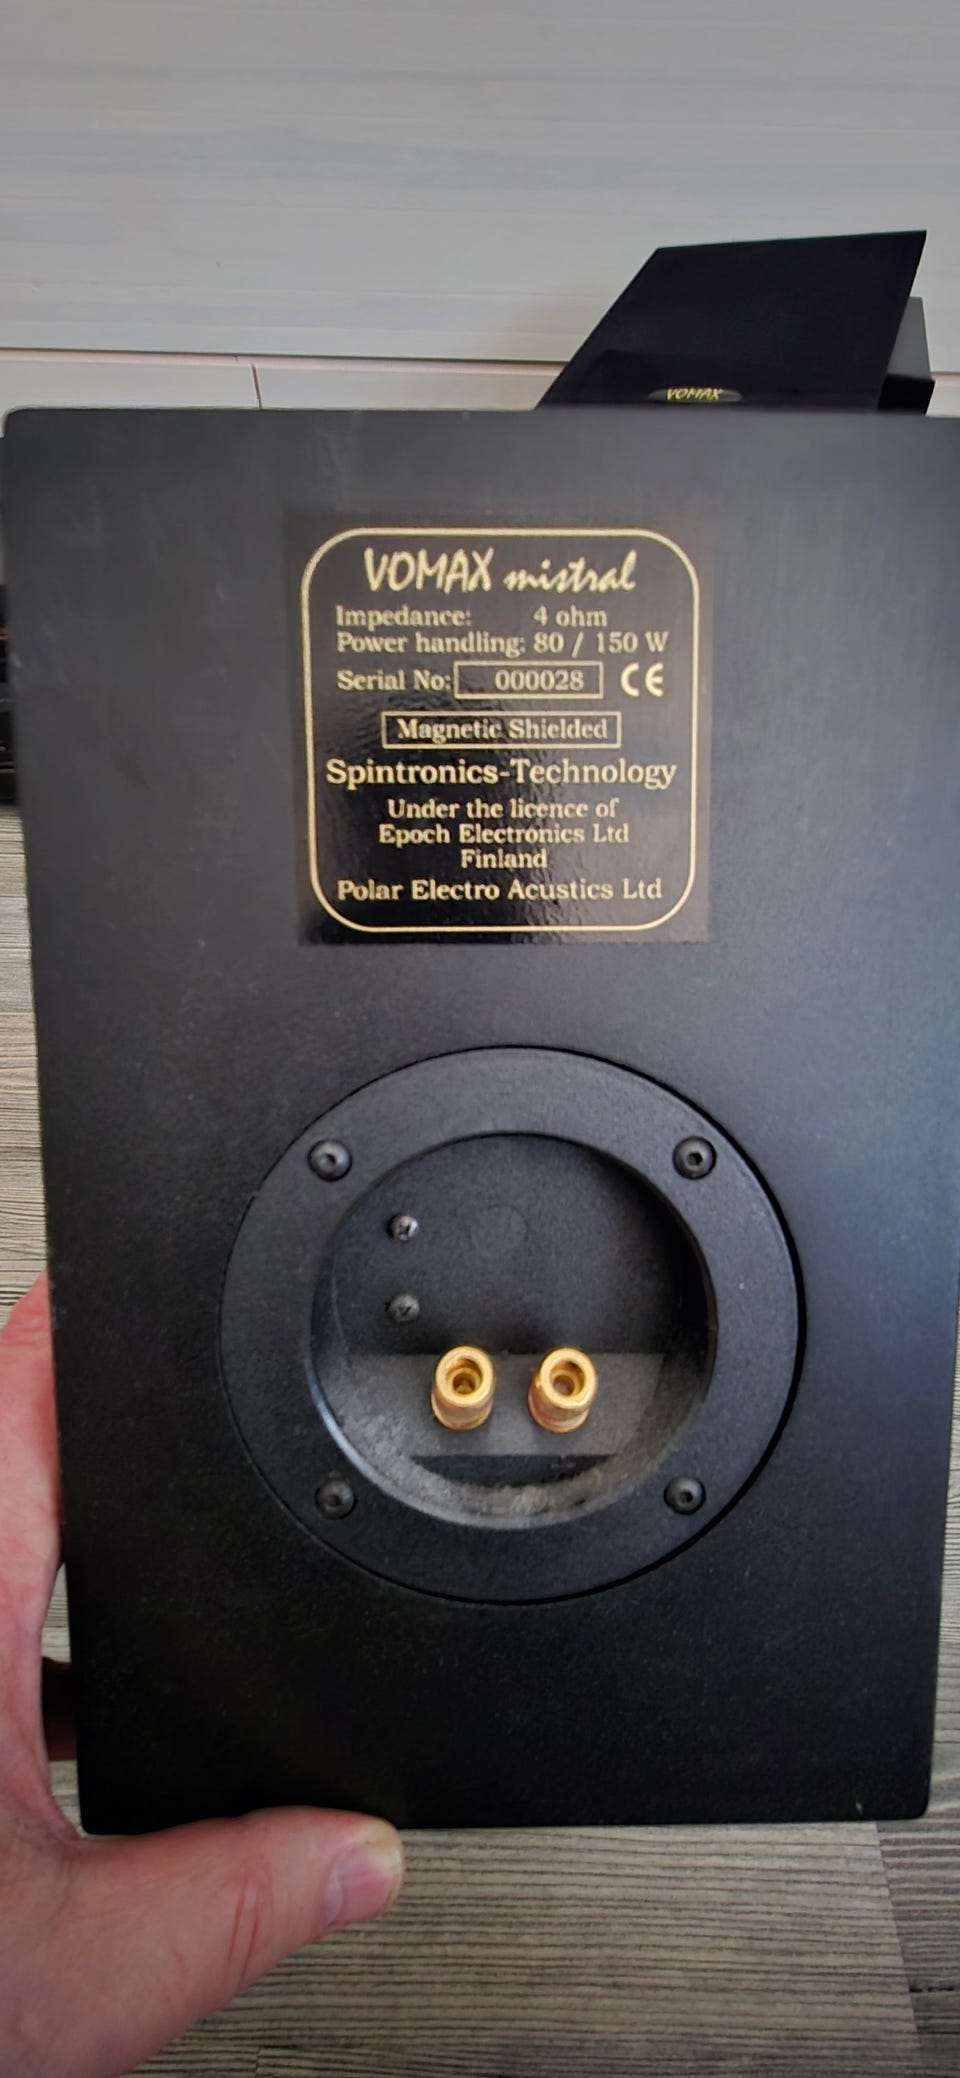 VOMAX
VOMAX mistral
Impedance: 4 ohm
Power handling: 80 / 150 W
Serial No: 000028 CE
Magnetic Shielded
Spintronics-Technology
Under the licence of
Epoch Electronics Ltd
Finland
Polar Electro Acustics Ltd